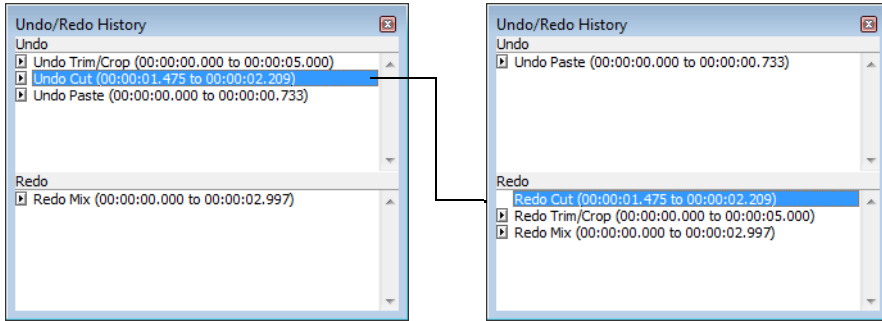 Undo/Redo History
Undo
Undo Trim/Crop (00:00:00.000 to 00:00:05.000)
Undo Cut (00:00:01.475 to 00:00:02.209)
Undo Paste (00:00:00.000 to 00:00:00.733)
Redo
Redo Mix (00:00:00.000 to 00:00:02.997)
Undo/Redo History
Undo
Undo Paste (00:00:00.000 to 00:00:00.733)
Redo
Redo Cut (00:00:01.475 to 00:00:02.209)
Redo Trim/Crop (00:00:00.000 to 00:00:05.000)
Redo Mix (00:00:00.000 to 00:00:02.997)